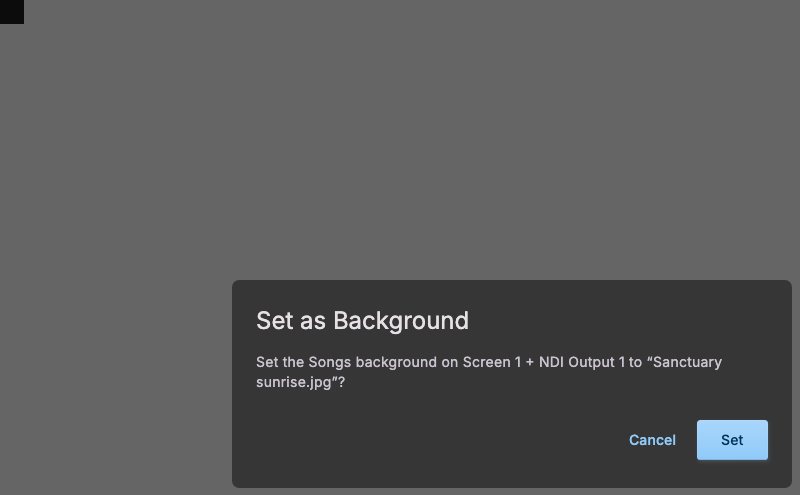 Set as Background
Set the Songs background on Screen 1 + NDI Output 1 to “Sanctuary
sunrise.jpg”?
Cancel
Set